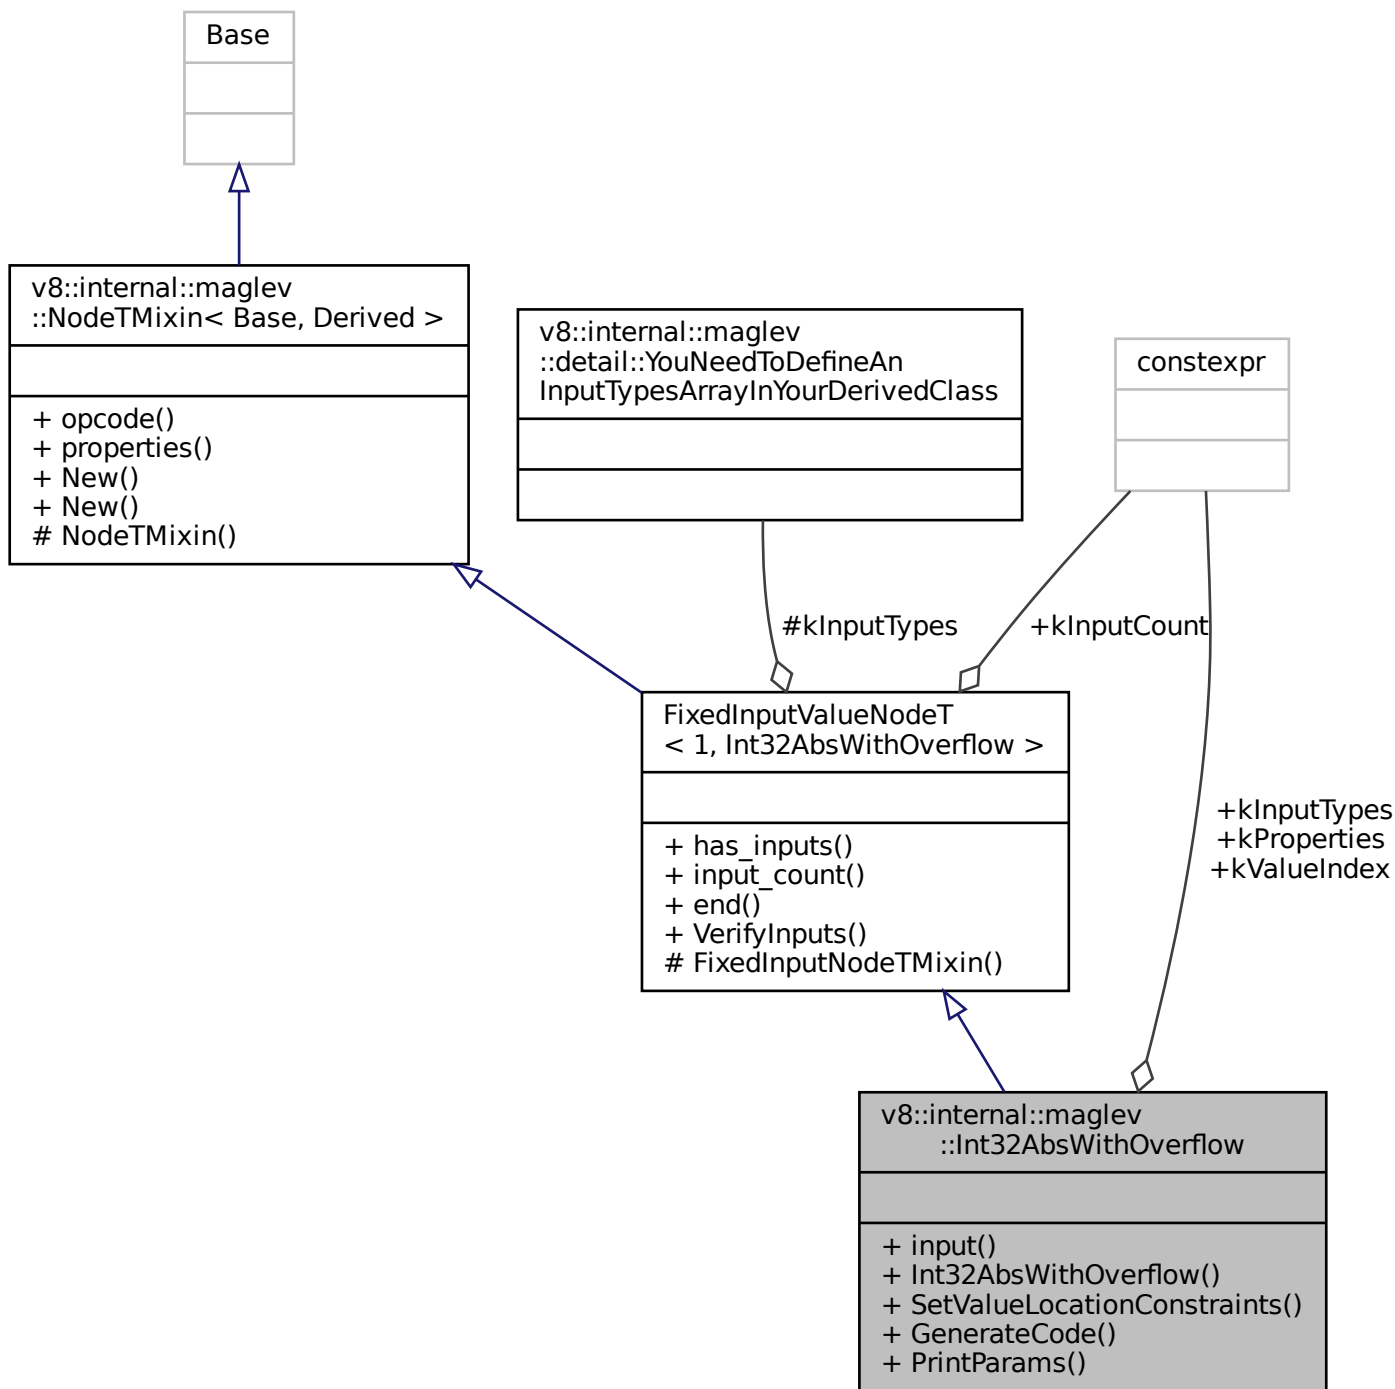 Base
v8::internal::maglev
::NodeTMixin< Base, Derived >
+ opcode()
+ properties()
+ New()
+ New()
# NodeTMixin()
v8::internal::maglev
::detail::YouNeedToDefineAn
InputTypesArrayInYourDerivedClass
constexpr
#kInputTypes
+kInputCount
FixedInputValueNodeT
< 1, Int32AbsWithOverflow >
+ has_inputs()
+ input_count()
+ end()
+ VerifyInputs()
# FixedInputNodeTMixin()
+kInputTypes
+kProperties
+kValueIndex
v8::internal::maglev
::Int32AbsWithOverflow
+ input()
+ Int32AbsWithOverflow()
+ SetValueLocationConstraints()
+ GenerateCode()
+ PrintParams()